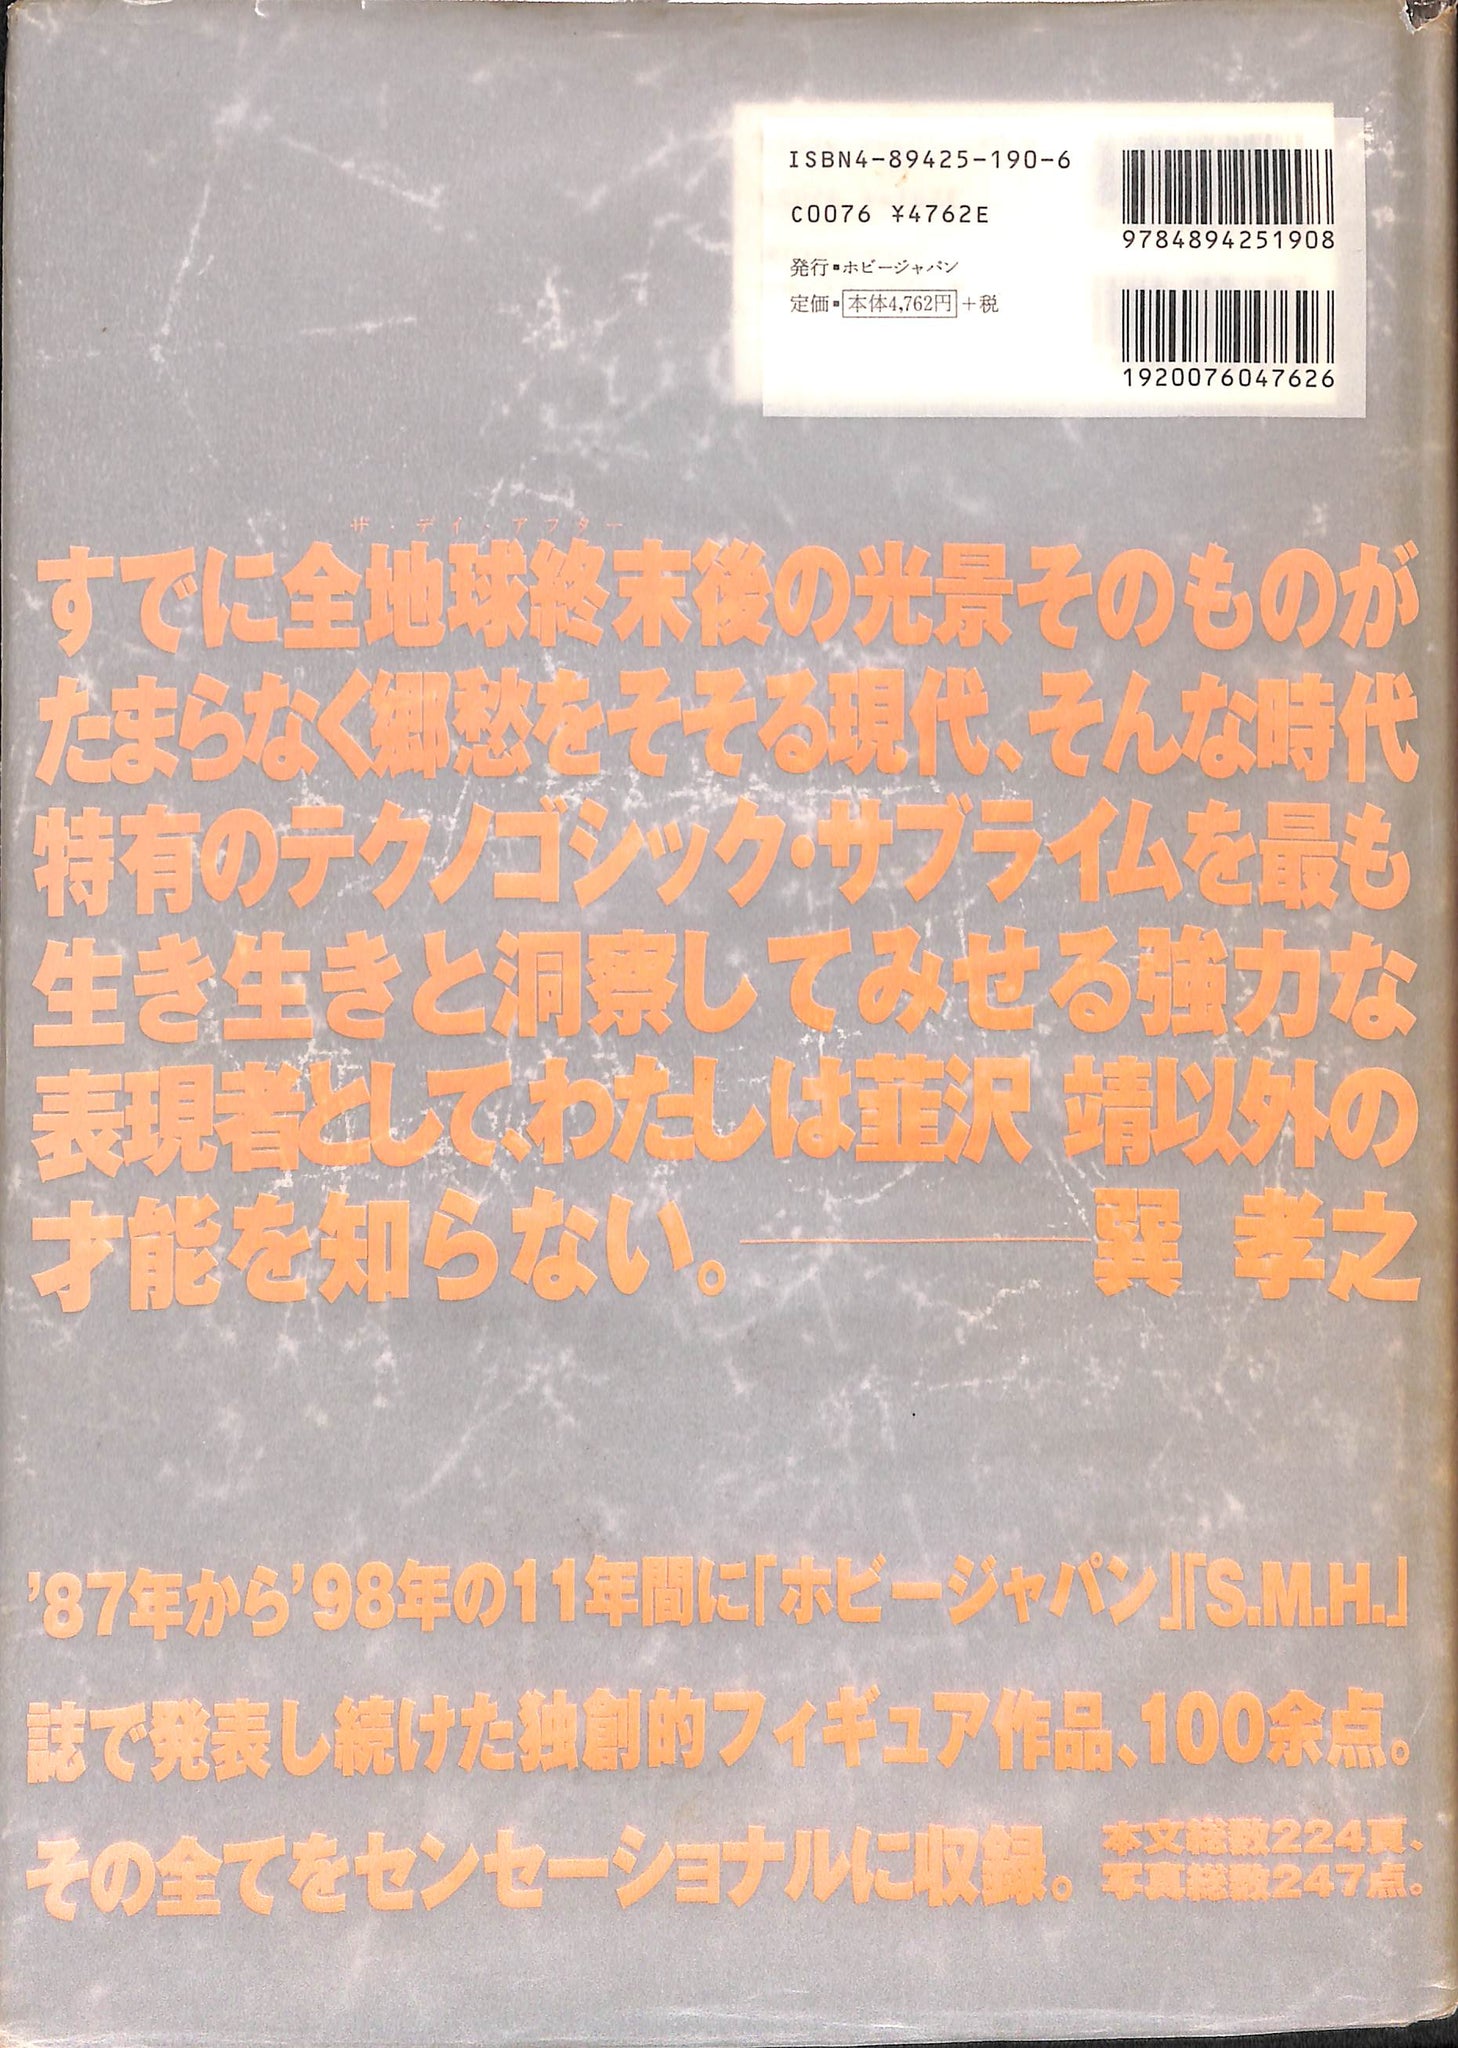 ISBN4-89425-190-6
C0076 ¥4762E
発行▪ホビージャパン
定価▪本体4,762円+税
9784894251908
1920076047626
ザ・デイ・アフター
すでに全地球終末後の光景そのものが
たまらなく郷愁をそそる現代、そんな時代
特有のテクノゴシック・サブライムを最も
生き生きと洞察してみせる強力な
表現者として、わたしは韮沢 靖以外の
才能を知らない。――――巽 孝之
'87年から'98年の11年間に「ホビージャパン」「S.M.H.」
誌で発表し続けた独創的フィギュア作品、100余点。
その全てをセンセーショナルに収録。
本文総数224頁、
写真総数247点。